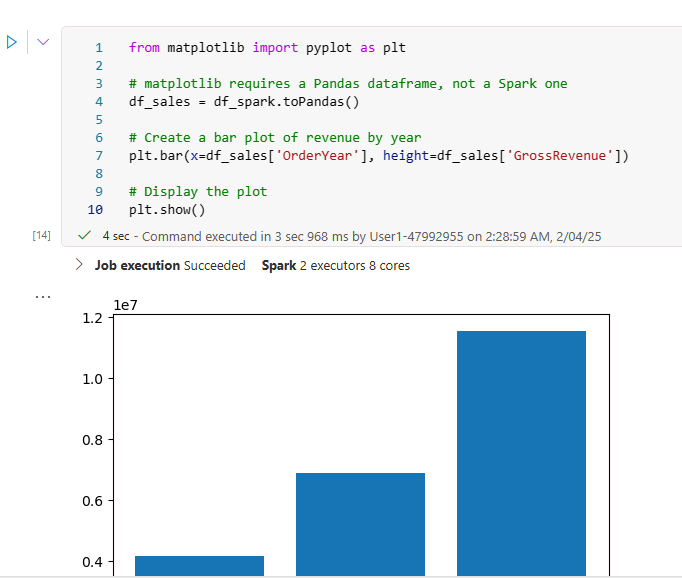 1 from matplotlib import pyplot as plt
2
3 # matplotlib requires a Pandas dataframe, not a Spark one
4 df_sales = df_spark.toPandas()
5
6 # Create a bar plot of revenue by year
7 plt.bar(x=df_sales['OrderYear'], height=df_sales['GrossRevenue'])
8
9 # Display the plot
10 plt.show()
[14] 4 sec - Command executed in 3 sec 968 ms by User1-47992955 on 2:28:59 AM, 2/04/25
Job execution Succeeded Spark 2 executors 8 cores
...
1e7
1.2
1.0
0.8
0.6
0.4